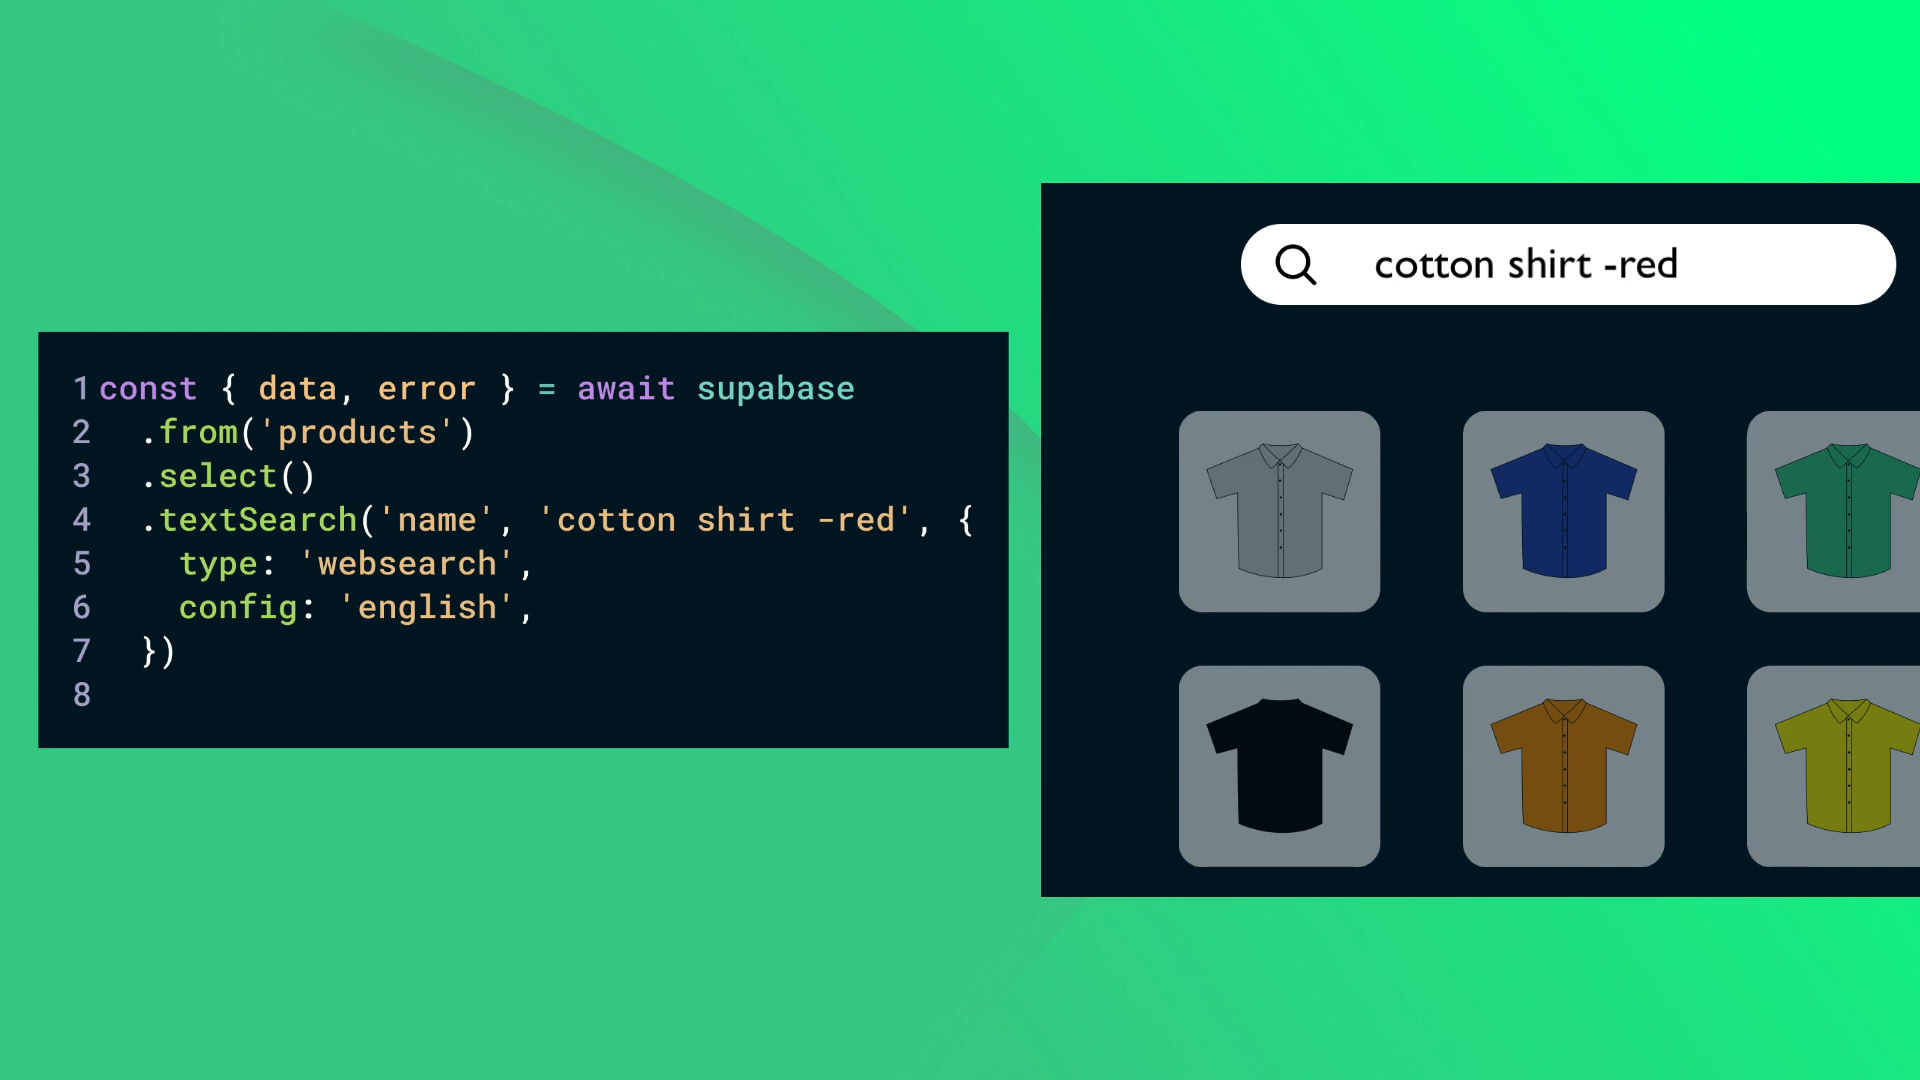 1 const { data, error } = await supabase
2   .from('products')
3   .select()
4   .textSearch('name', 'cotton shirt -red', {
5     type: 'websearch',
6     config: 'english',
7   })
8
cotton shirt -red